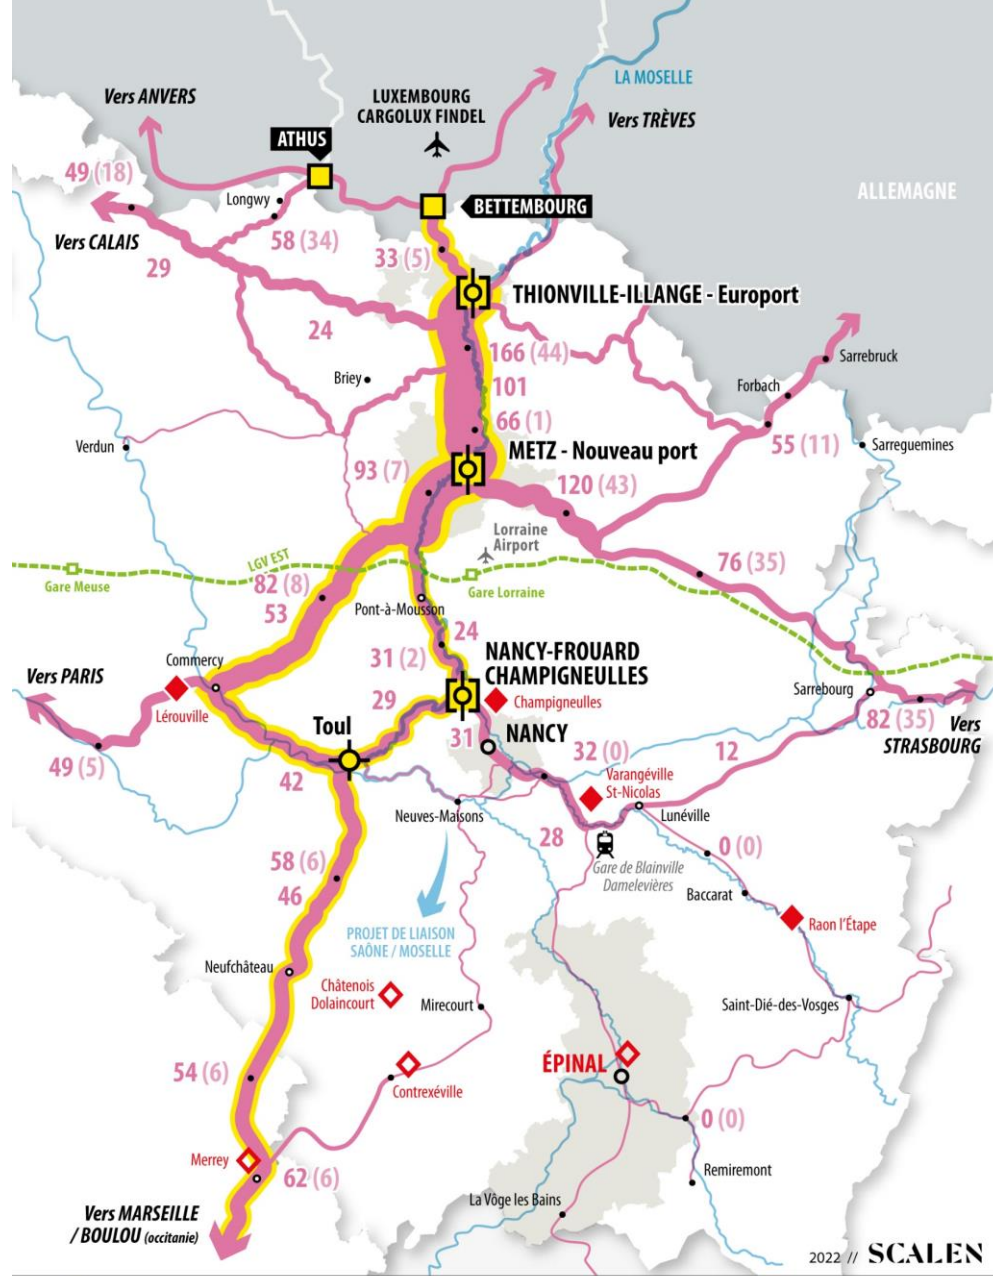 LA MOSELLE
Vers ANVERS
LUXEMBOURG
CARGOLUX FINDEL
Vers TRÈVES
ATHUS
49 (18)
ALLEMAGNE
Longwy
BETTEMBOURG
Vers CALAIS
58 (34)
33 (5)
29
THIONVILLE-ILLANGE - Europort
24
166 (44)
Sarrebruck
Briey
101
Forbach
66 (1)
Verdun
METZ - Nouveau port
55 (11)
Sarreguemines
93 (7)
120 (43)
Lorraine
Airport
LGV EST
76 (35)
Gare Meuse
82 (8)
Gare Lorraine
53
Pont-à-Mousson
24
NANCY-FROUARD
CHAMPIGNEULLES
31 (2)
Commercy
Vers PARIS
Sarrebourg
29
Lérouville
Champigneulles
82 (35)
Toul
31
NANCY
Vers
STRASBOURG
32 (0)
12
49 (5)
42
Varangéville
St-Nicolas
Neuves-Maisons
Lunéville
28
0 (0)
58 (6)
Gare de Blainville
Damelevières
46
Baccarat
Raon l'Étape
PROJET DE LIAISON
SAÔNE / MOSELLE
Neufchâteau
Châtenois
Dolaincourt
Mirecourt
Saint-Dié-des-Vosges
54 (6)
ÉPINAL
Contrexéville
0 (0)
Merrey
62 (6)
Remiremont
La Vôge les Bains
Vers MARSEILLE
/ BOULOU (occitanie)
2022 // SCALEN